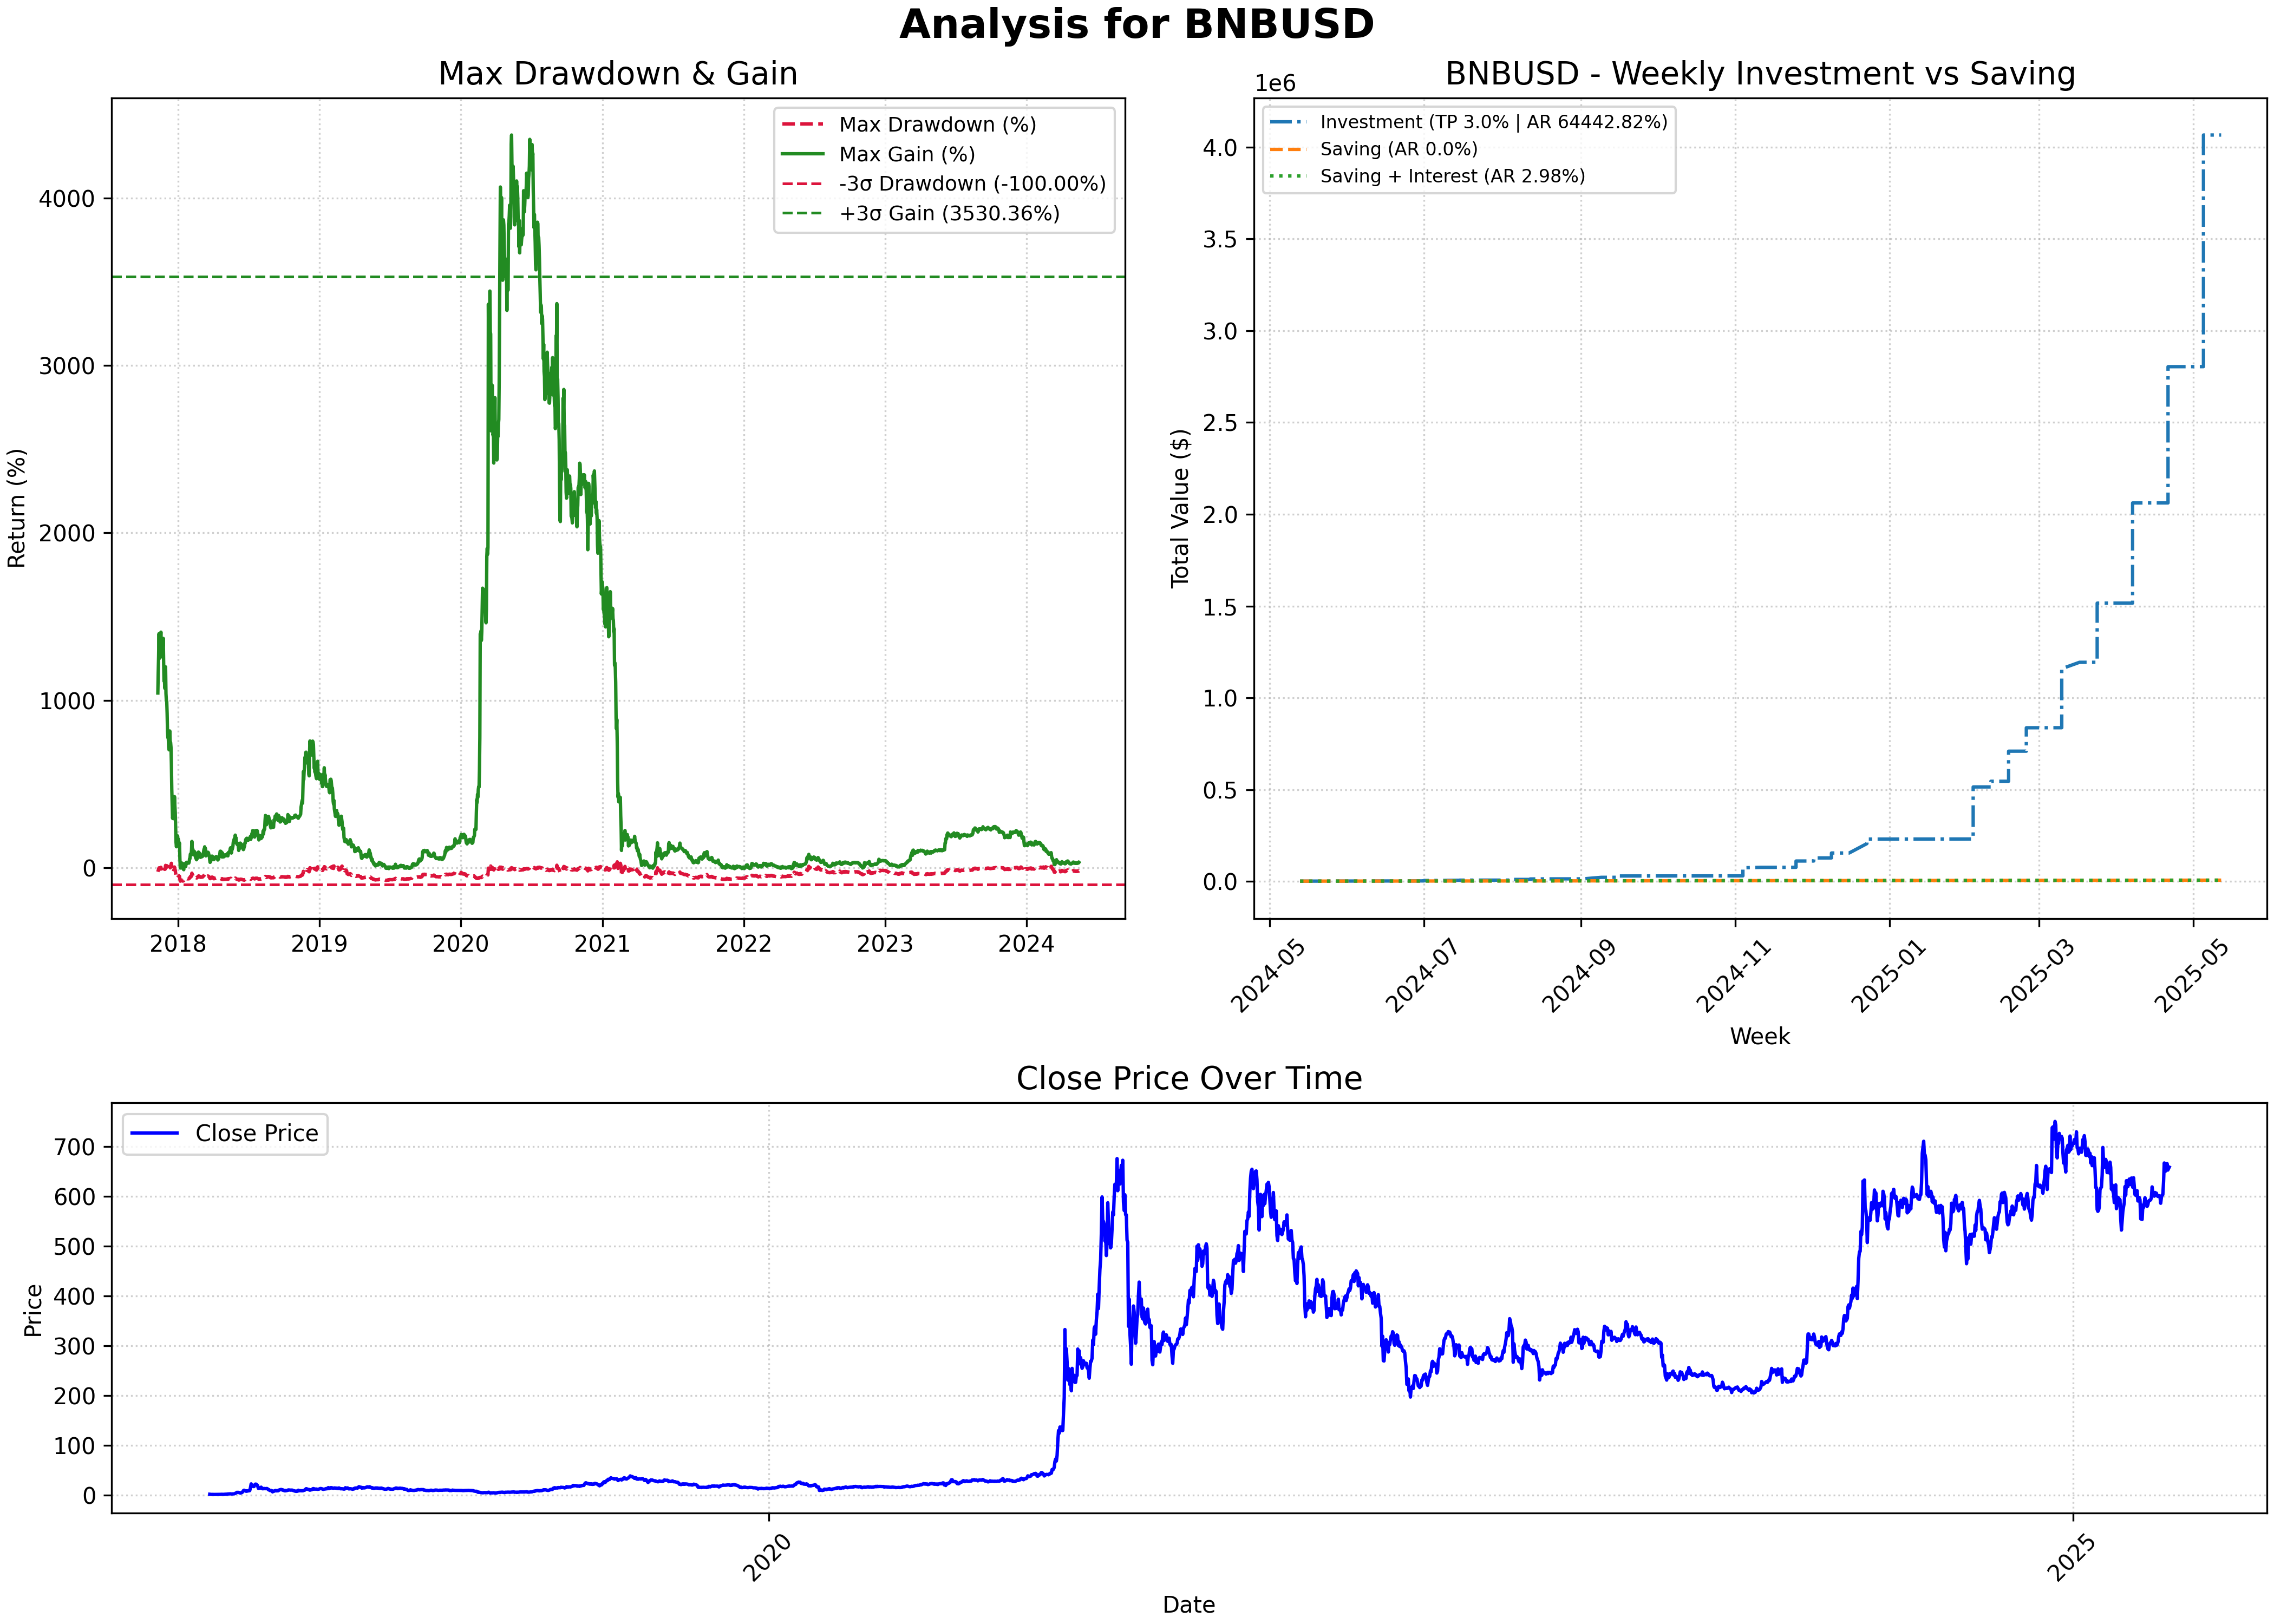 Analysis for BNBUSD
Max Drawdown & Gain
Return (%)
4000
3000
2000
1000
0
Max Drawdown (%)
Max Gain (%)
-3σ Drawdown (-100.00%)
+3σ Gain (3530.36%)
2018
2019
2020
2021
2022
2023
2024
BNBUSD - Weekly Investment vs Saving
1e6
Total Value ($)
4.0
3.5
3.0
2.5
2.0
1.5
1.0
0.5
0.0
Investment (TP 3.0% | AR 64442.82%)
Saving (AR 0.0%)
Saving + Interest (AR 2.98%)
2024-05
2024-07
2024-09
2024-11
2025-01
2025-03
2025-05
Week
Close Price Over Time
Price
700
600
500
400
300
200
100
0
Close Price
2020
2025
Date